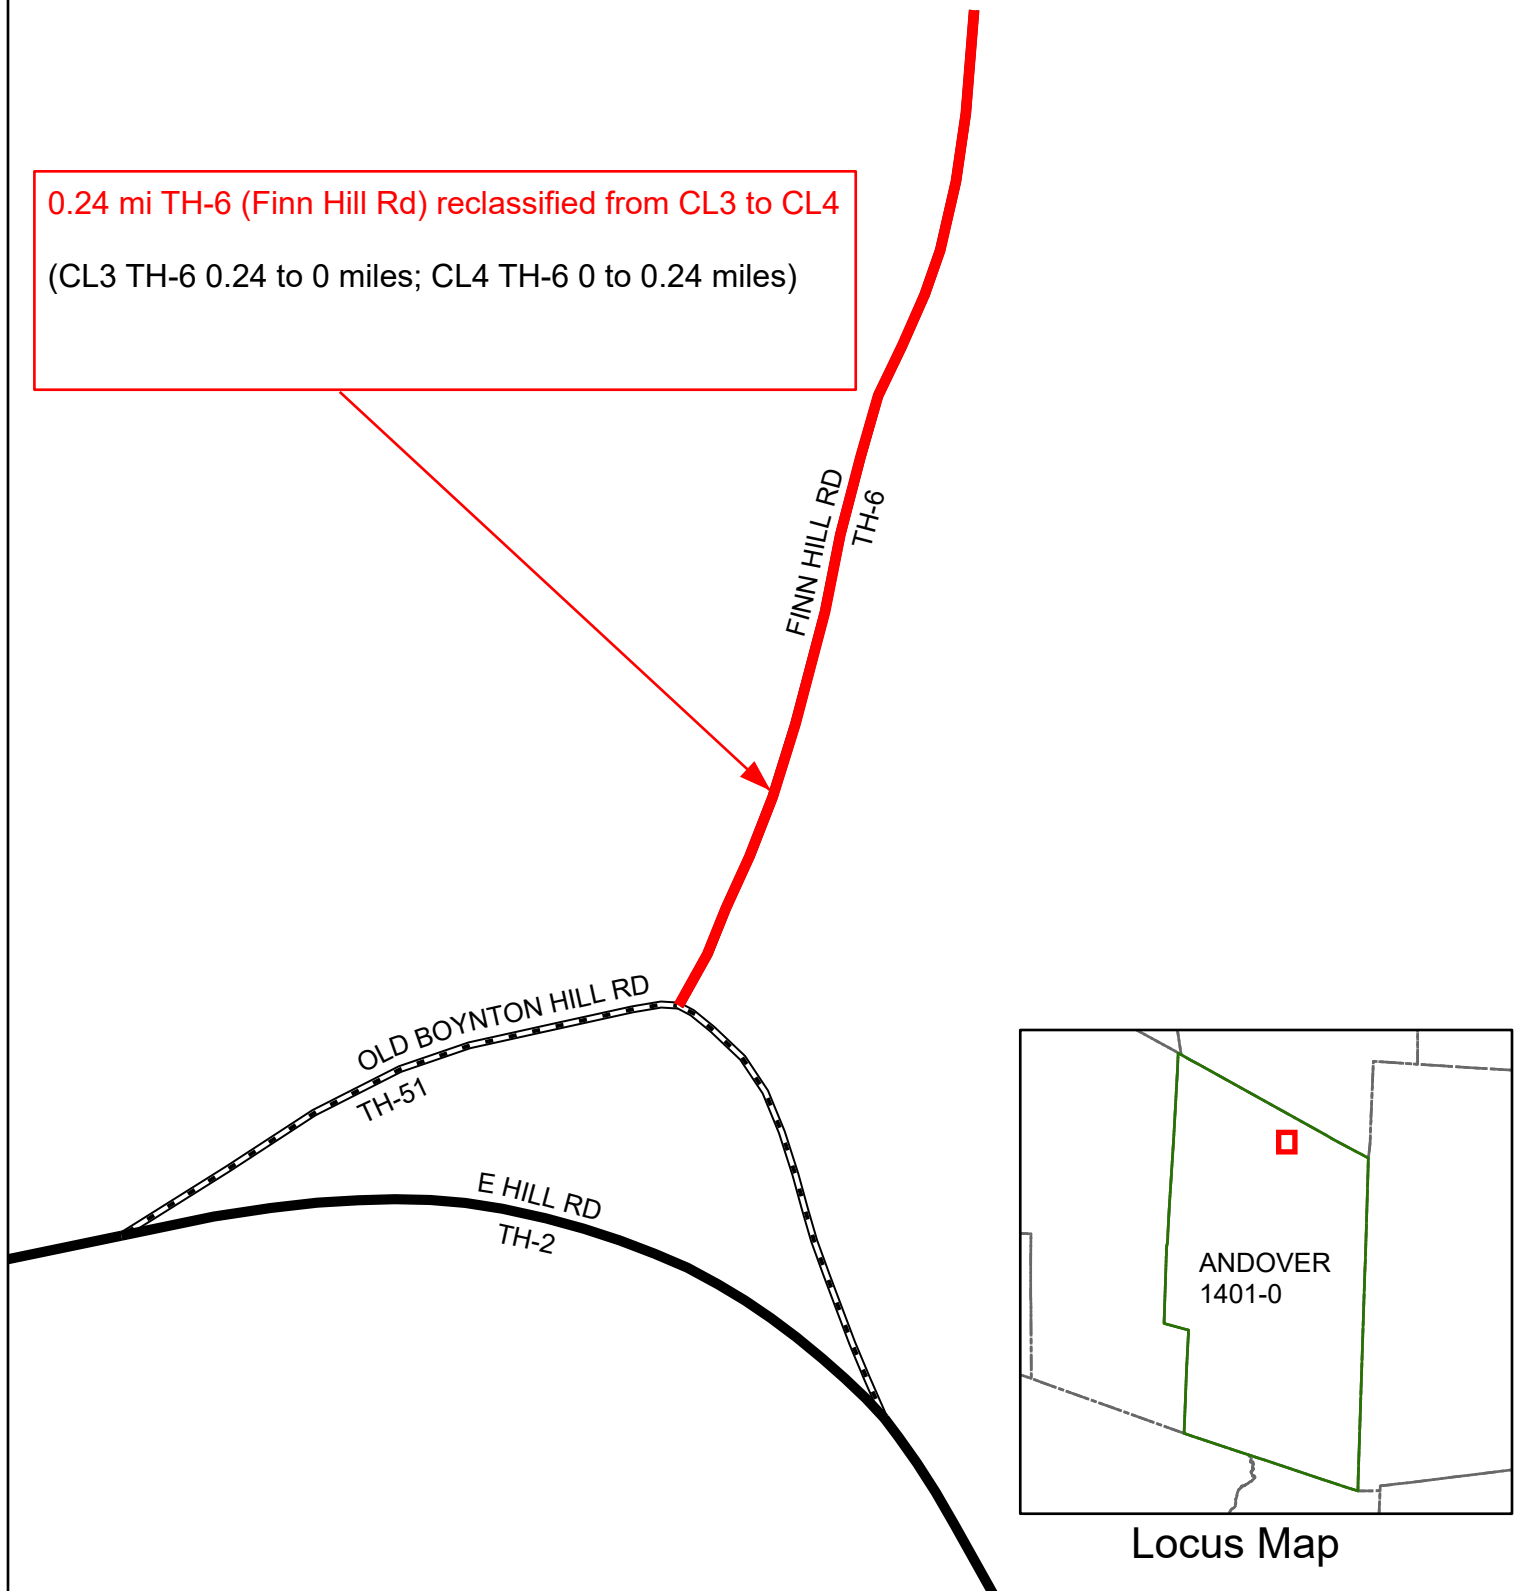 0.24 mi TH-6 (Finn Hill Rd) reclassified from CL3 to CL4
(CL3 TH-6 0.24 to 0 miles; CL4 TH-6 0 to 0.24 miles)
FINN HILL RD
TH-6
OLD BOYNTON HILL RD
TH-51
E HILL RD
TH-2
ANDOVER
1401-0
Locus Map